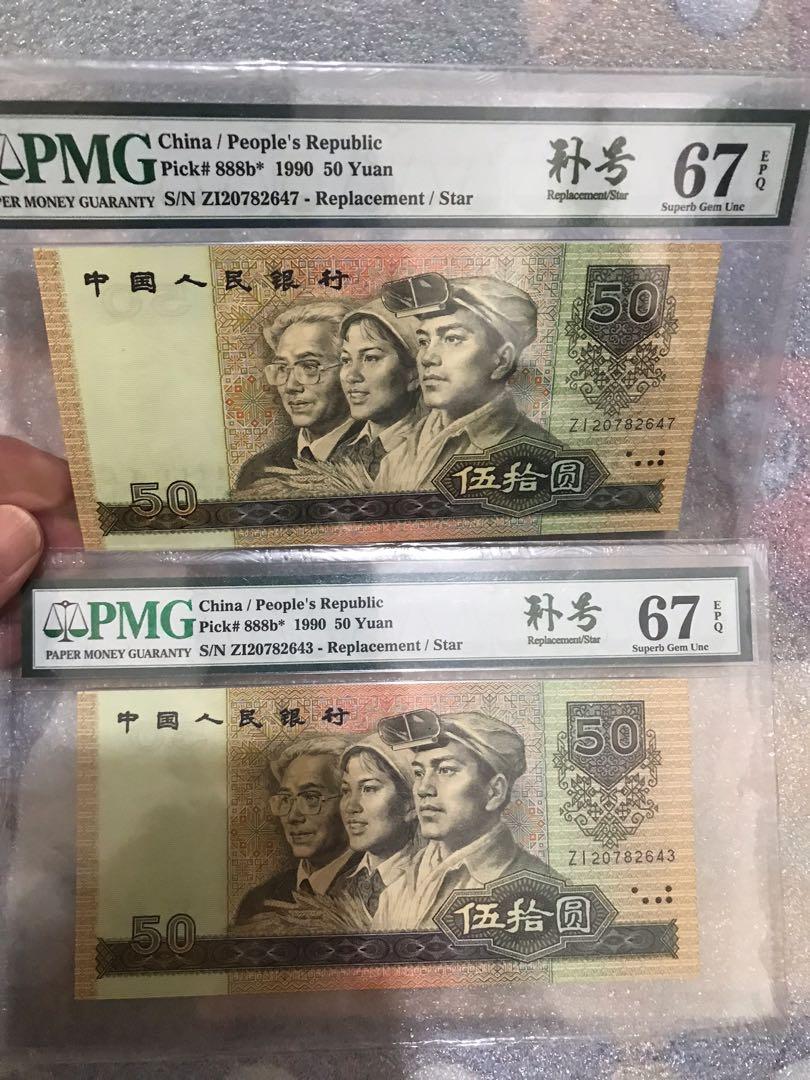 PMG
PER MONEY GUARANTY
China / People's Republic
Pick# 888b* 1990 50 Yuan
S/N ZI20782647 - Replacement / Star
补号
Replacement/Star
67
EPQ
Superb Gem Unc
中国人民银行
50
ZI20782647
50
伍拾圆
PMG
PAPER MONEY GUARANTY
China / People's Republic
Pick# 888b* 1990 50 Yuan
S/N ZI20782643 - Replacement / Star
补号
Replacement/Star
67
EPQ
Superb Gem Unc
中国人民银行
50
ZI20782643
50
伍拾圆